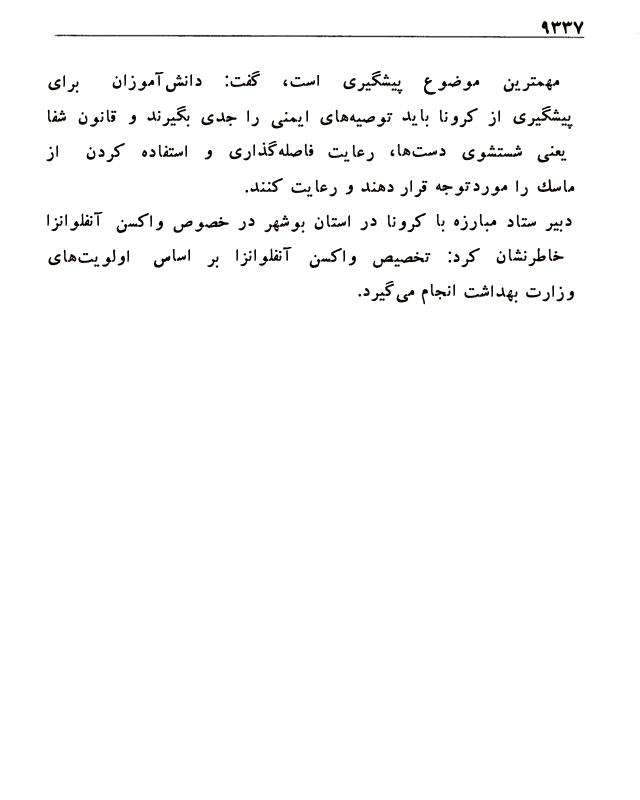 ۹۳۳۷
مهمترین موضوع پیشگیری است، گفت: دانش‌آموزان برای
پیشگیری از کرونا باید توصیه‌های ایمنی را جدی بگیرند و قانون شفا
یعنی شستشوی دست‌ها، رعایت فاصله‌گذاری و استفاده کردن از
ماسك را موردتوجه قرار دهند و رعایت کنند.
دبیر ستاد مبارزه با کرونا در استان بوشهر در خصوص واکسن آنفلوانزا
خاطرنشان کرد: تخصیص واکسن آنفلوانزا بر اساس اولویت‌های
وزارت بهداشت انجام می‌گیرد.